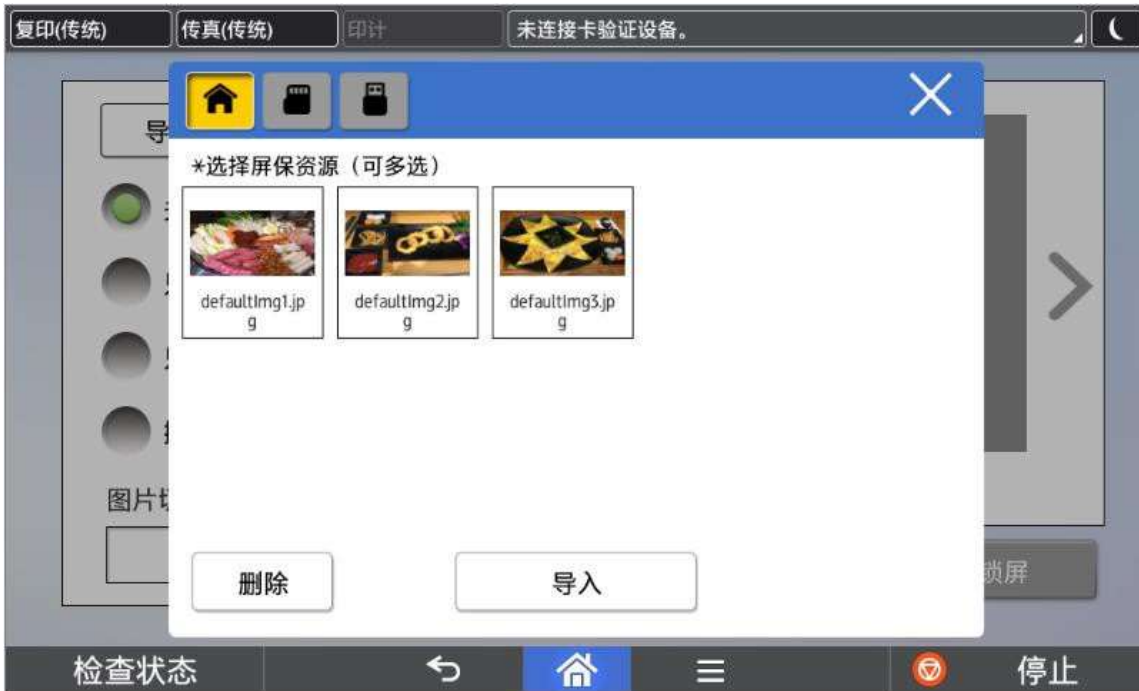 复印(传统)
传真(传统)
印计
未连接卡验证设备。
导
*选择屏保资源（可多选）
defaultImg1.jp
g
defaultImg2.jp
g
defaultImg3.jp
g
图片
删除
导入
锁屏
检查状态
停止